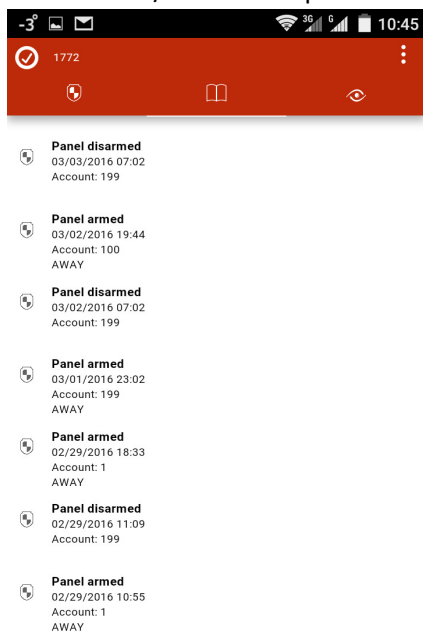 -3°
3G G 10:45
1772
Panel disarmed
03/03/2016 07:02
Account: 199
Panel armed
03/02/2016 19:44
Account: 100
AWAY
Panel disarmed
03/02/2016 07:02
Account: 199
Panel armed
03/01/2016 23:02
Account: 199
AWAY
Panel armed
02/29/2016 18:33
Account: 1
AWAY
Panel disarmed
02/29/2016 11:09
Account: 199
Panel armed
02/29/2016 10:55
Account: 1
AWAY